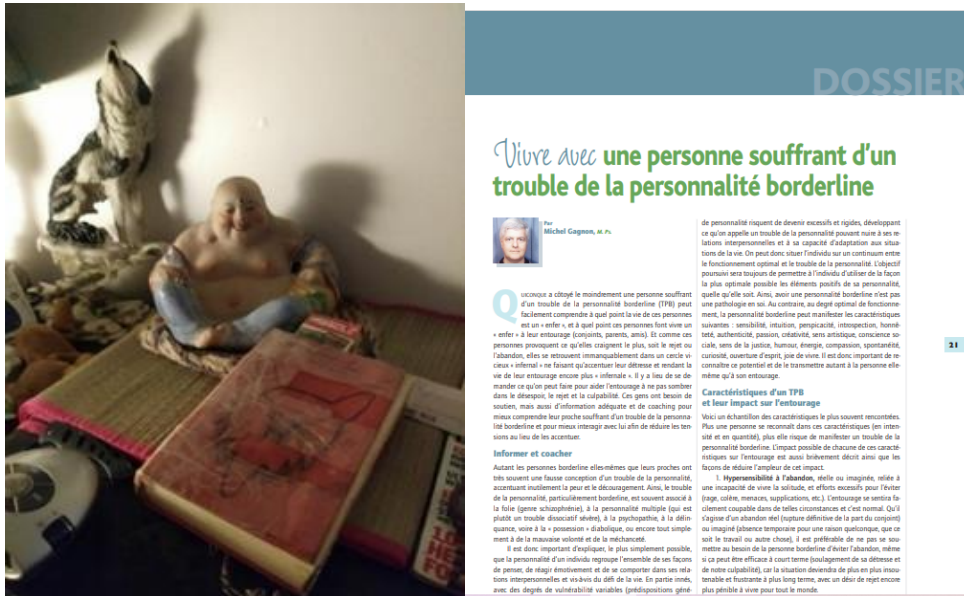 DOSSIER
Vivre avec une personne souffrant d'un
trouble de la personnalité borderline
Par
Michel Gagnon, M. Ps.
QUICONQUE a côtoyé le moindrement une personne souffrant
d'un trouble de la personnalité borderline (TPB) peut
facilement comprendre à quel point la vie de ces personnes
est un « enfer », et à quel point ces personnes font vivre un
« enfer » à leur entourage (conjoints, parents, amis). Et comme ces
personnes provoquent ce qu'elles craignent le plus, soit le rejet ou
l'abandon, elles se retrouvent immanquablement dans un cercle vi-
cieux « infernal » ne faisant qu'accentuer leur détresse et rendant la
vie de leur entourage encore plus « infernale ». Il y a lieu de se de-
mander ce qu'on peut faire pour aider l'entourage à ne pas sombrer
dans le désespoir, le rejet et la culpabilité. Ces gens ont besoin de
soutien, mais aussi d'information adéquate et de coaching pour
mieux comprendre leur proche souffrant d'un trouble de la personna-
lité borderline et pour mieux interagir avec lui afin de réduire les ten-
sions au lieu de les accentuer.
Informer et coacher
Autant les personnes borderline elles-mêmes que leurs proches ont
très souvent une fausse conception d'un trouble de la personnalité,
accentuant inutilement la peur et le découragement. Ainsi, le trouble
de la personnalité, particulièrement borderline, est souvent associé à
la folie (genre schizophrénie), à la personnalité multiple (qui est
plutôt un trouble dissociatif sévère), à la psychopathie, à la délin-
quance, voire à la « possession » diabolique, ou encore tout simple-
ment à de la mauvaise volonté et de la méchanceté.
Il est donc important d'expliquer, le plus simplement possible,
que la personnalité d'un individu regroupe l'ensemble de ses façons
de penser, de réagir émotivement et de se comporter dans ses rela-
tions interpersonnelles et vis-à-vis du défi de la vie. En partie innés,
avec des degrés de vulnérabilité variables (prédispositions géné-
de personnalité risquent de devenir excessifs et rigides, développant
ce qu'on appelle un trouble de la personnalité pouvant nuire à ses re-
lations interpersonnelles et à sa capacité d'adaptation aux situa-
tions de la vie. On peut donc situer l'individu sur un continuum entre
le fonctionnement optimal et le trouble de la personnalité. L'objectif
poursuivi sera toujours de permettre à l'individu d'utiliser de la façon
la plus optimale possible les éléments positifs de sa personnalité,
quelle qu'elle soit. Ainsi, avoir une personnalité borderline n'est pas
une pathologie en soi. Au contraire, au degré optimal de fonctionne-
ment, la personnalité borderline peut manifester les caractéristiques
suivantes : sensibilité, intuition, perspicacité, introspection, honnê-
teté, authenticité, passion, créativité, sens artistique, conscience so-
ciale, sens de la justice, humour, énergie, compassion, spontanéité,
curiosité, ouverture d'esprit, joie de vivre. Il est donc important de re-
connaître ce potentiel et de le transmettre autant à la personne elle-
même qu'à son entourage.
Caractéristiques d'un TPB
et leur impact sur l'entourage
Voici un échantillon des caractéristiques le plus souvent rencontrées.
Plus une personne se reconnaît dans ces caractéristiques (en inten-
sité et en quantité), plus elle risque de manifester un trouble de la
personnalité borderline. L'impact possible de chacune de ces caracté-
ristiques sur l'entourage est aussi brièvement décrit ainsi que les
façons de réduire l'ampleur de cet impact.
1. Hypersensibilité à l'abandon, réelle ou imaginée, reliée à
une incapacité de vivre la solitude, et efforts excessifs pour l'éviter
(rage, colère, menaces, supplications, etc.). L'entourage se sentira fa-
cilement coupable dans de telles circonstances et c'est normal. Qu'il
s'agisse d'un abandon réel (rupture définitive de la part du conjoint)
ou imaginé (absence temporaire pour une raison quelconque, que ce
soit le travail ou autre chose), il est préférable de ne pas se sou-
mettre au besoin de la personne borderline d'éviter l'abandon, même
si ça peut être efficace à court terme (soulagement de sa détresse et
de notre culpabilité), car la situation deviendra de plus en plus insou-
tenable et frustrante à plus long terme, avec un désir de rejet encore
plus pénible à vivre pour tout le monde.
21